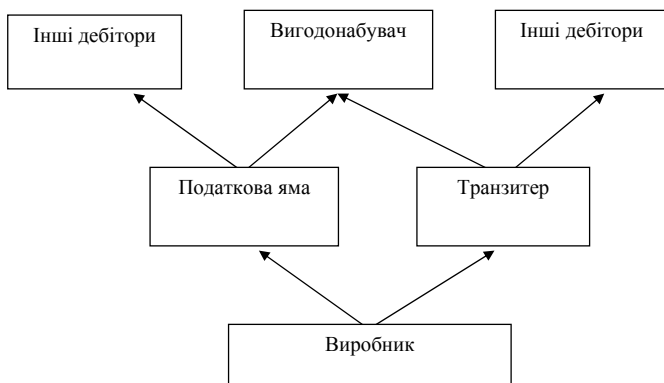 Інші дебітори
Вигодонабувач
Інші дебітори
Податкова яма
Транзитер
Виробник